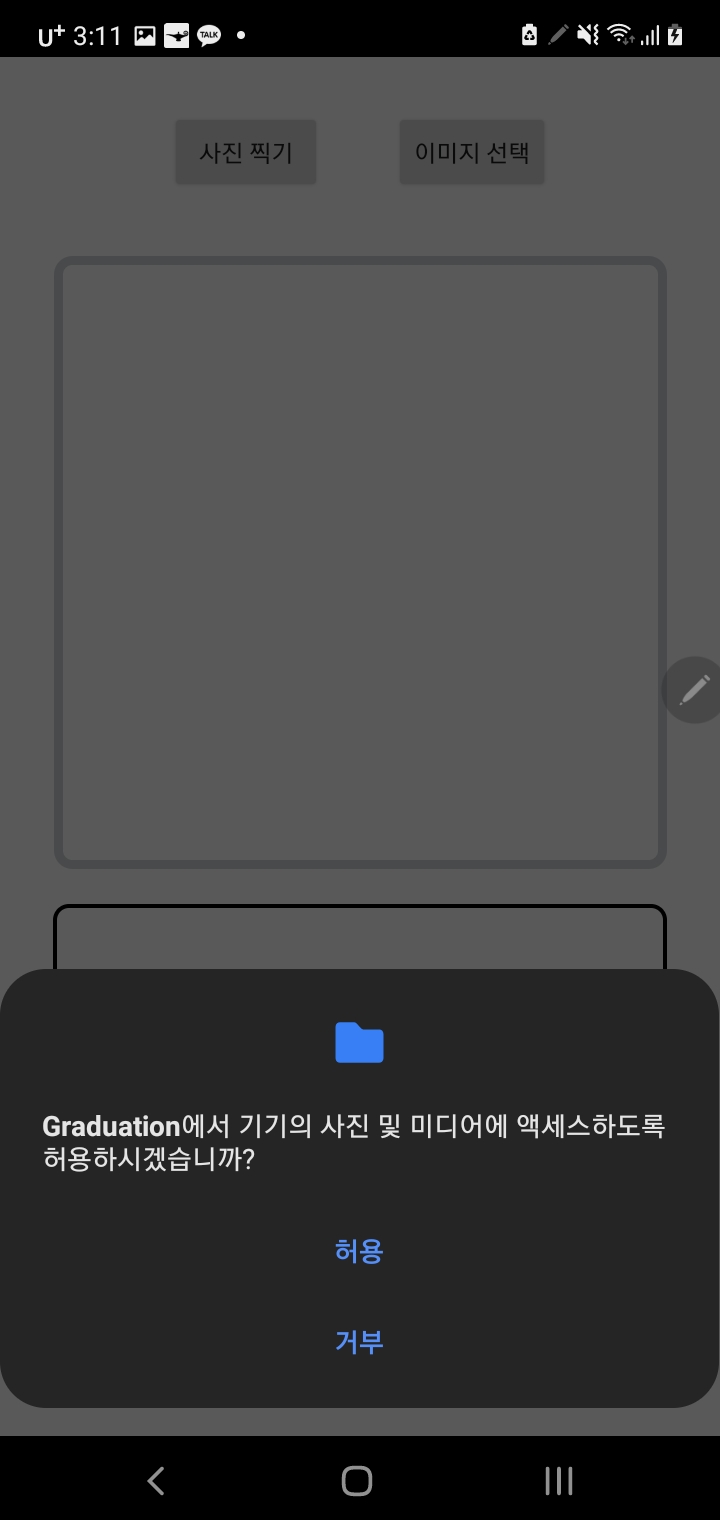 U+ 3:11 TALK
사진 찍기 이미지 선택
Graduation에서 기기의 사진 및 미디어에 액세스하도록
허용하시겠습니까?
허용
거부